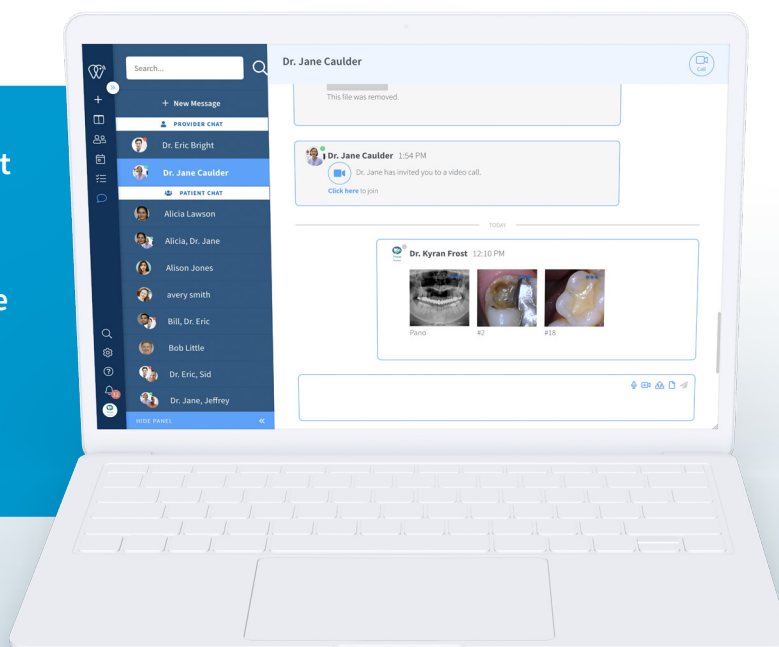 t
e
Search...
+ New Message
PROVIDER CHAT
Dr. Eric Bright
Dr. Jane Caulder
PATIENT CHAT
Alicia Lawson
Alicia, Dr. Jane
Alison Jones
avery smith
Bill, Dr. Eric
Bob Little
Dr. Eric, Sid
Dr. Jane, Jeffrey
HIDE PANEL
Dr. Jane Caulder
Call
This file was removed.
Dr. Jane Caulder 1:54 PM
Dr. Jane has invited you to a video call.
Click here to join
TODAY
Dr. Kyran Frost 12:10 PM
Pano
#2
#18